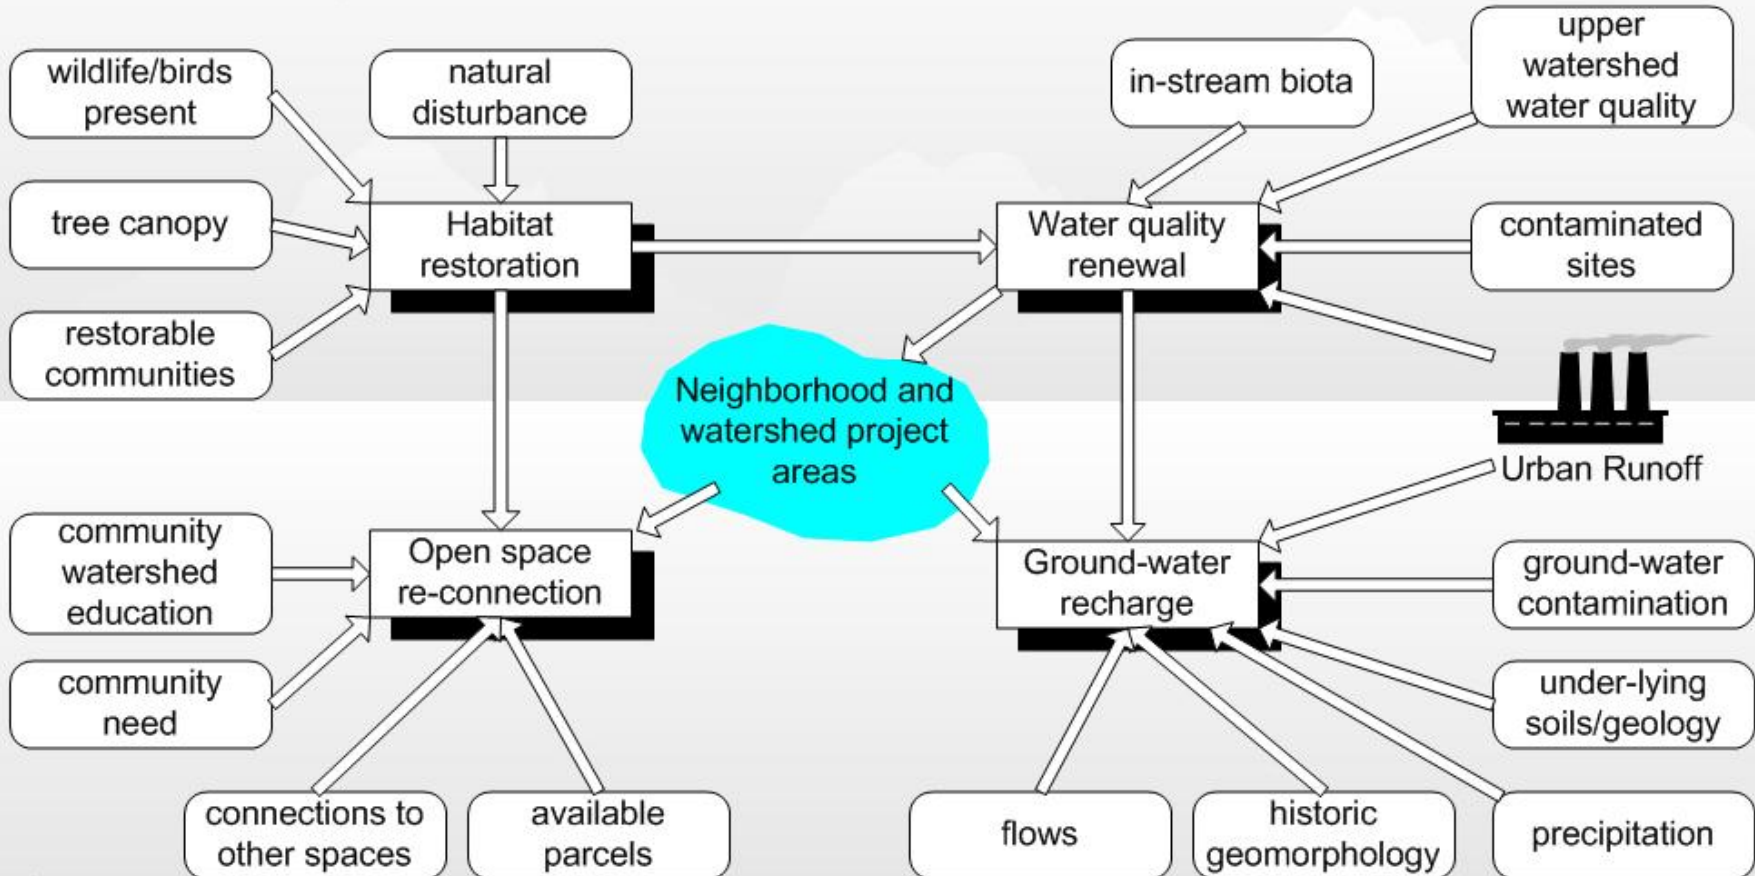 wildlife/birds
present
natural
disturbance
in-stream biota
upper
watershed
water quality
tree canopy
Habitat
restoration
Water quality
renewal
contaminated
sites
restorable
communities
Neighborhood and
watershed project
areas
Urban Runoff
community
watershed
education
Open space
re-connection
Ground-water
recharge
ground-water
contamination
community
need
under-lying
soils/geology
connections to
other spaces
available
parcels
flows
historic
geomorphology
precipitation